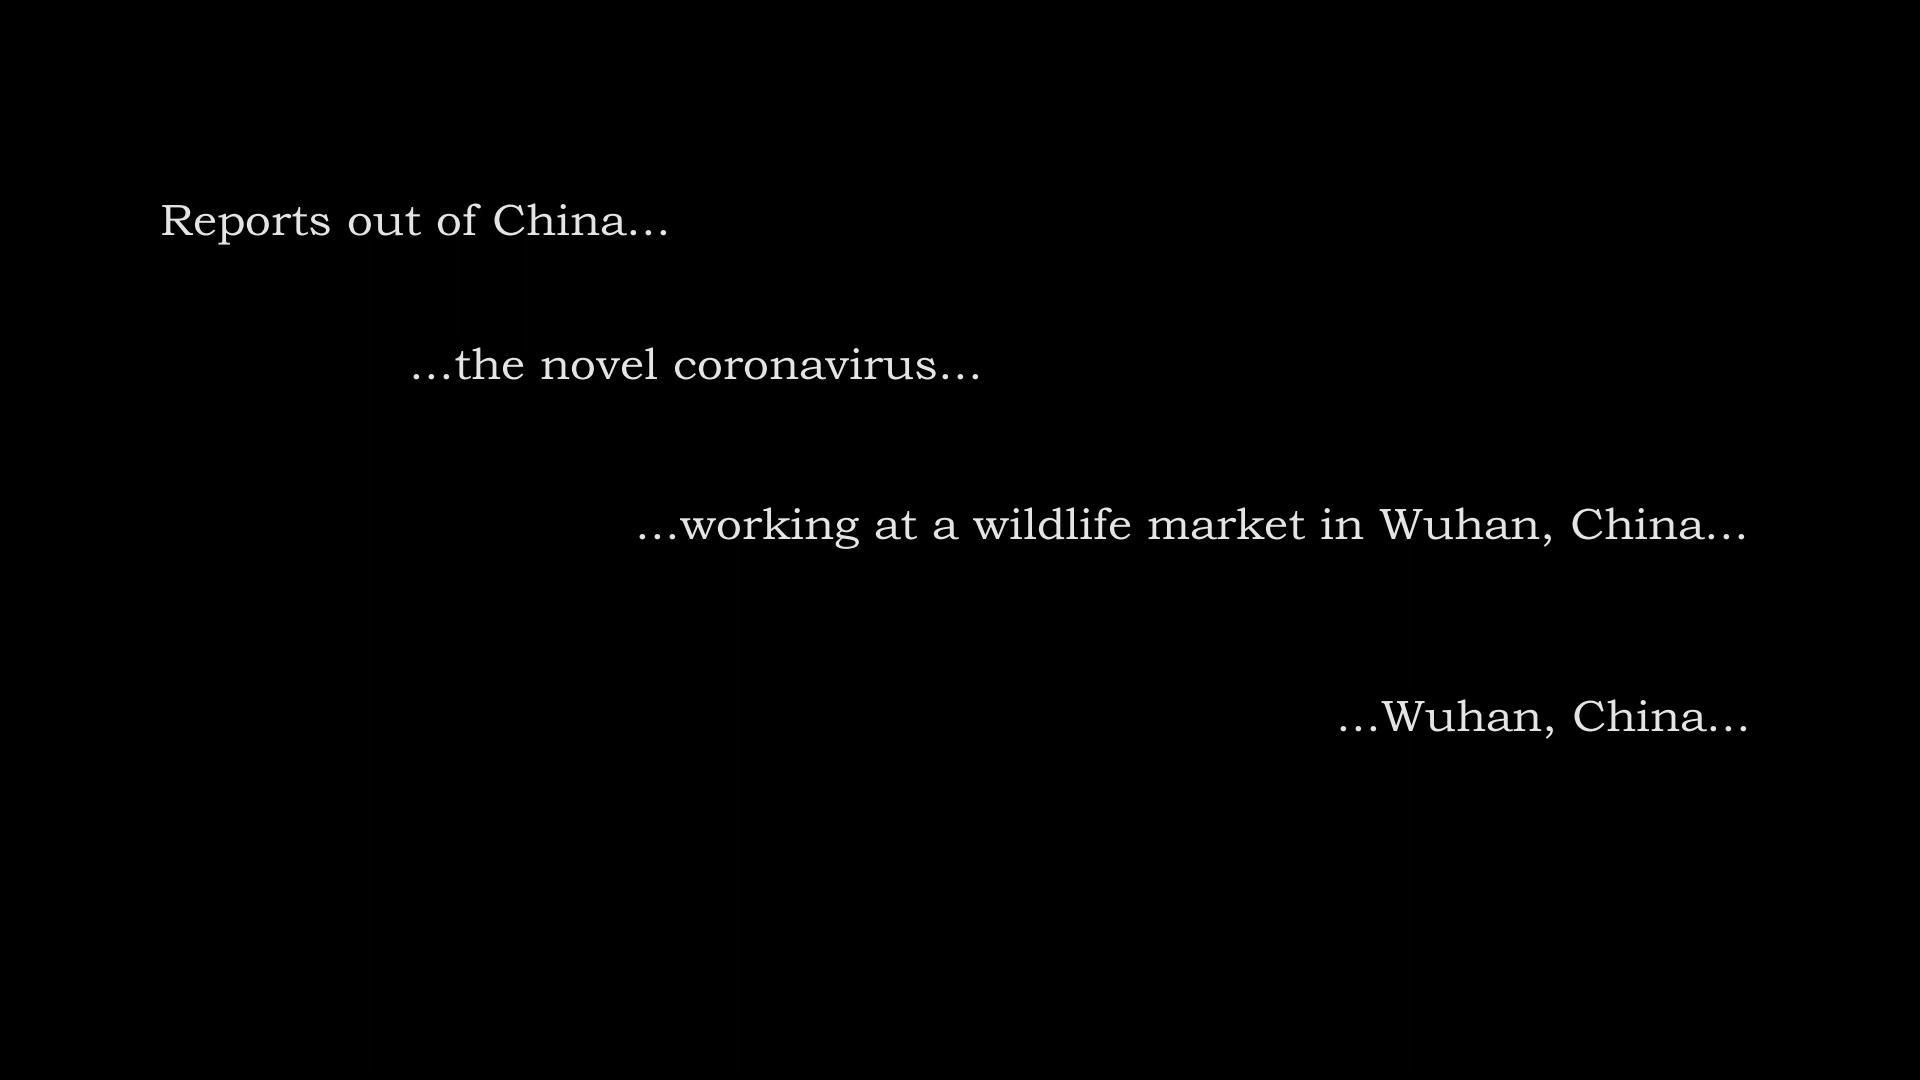 Reports out of China...
...the novel coronavirus...
...working at a wildlife market in Wuhan, China...
...Wuhan, China...